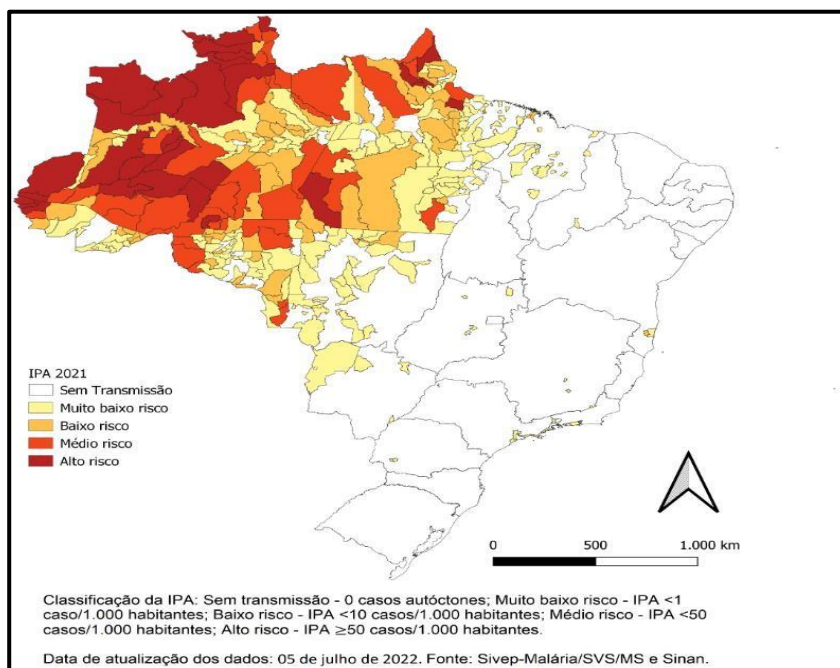 IPA 2021
Sem Transmissão
Muito baixo risco
Baixo risco
Médio risco
Alto risco
0 500 1.000 km
Classificação da IPA: Sem transmissão - 0 casos autóctones; Muito baixo risco - IPA <1
caso/1.000 habitantes; Baixo risco - IPA <10 casos/1.000 habitantes; Médio risco - IPA <50
casos/1.000 habitantes; Alto risco - IPA ≥50 casos/1.000 habitantes.
Data de atualização dos dados: 05 de julho de 2022. Fonte: Sivep-Malária/SVS/MS e Sinan.